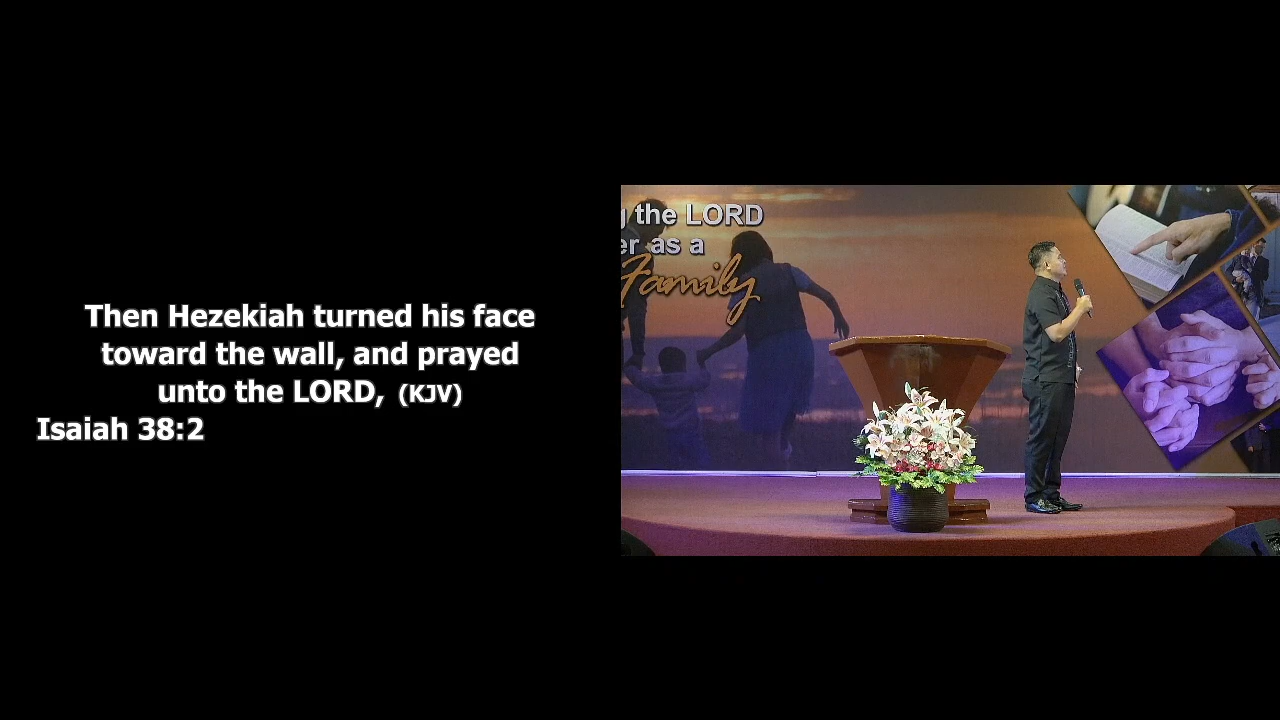 Then Hezekiah turned his face
toward the wall, and prayed
unto the LORD, (KJV)
Isaiah 38:2
the LORD
as a
Family